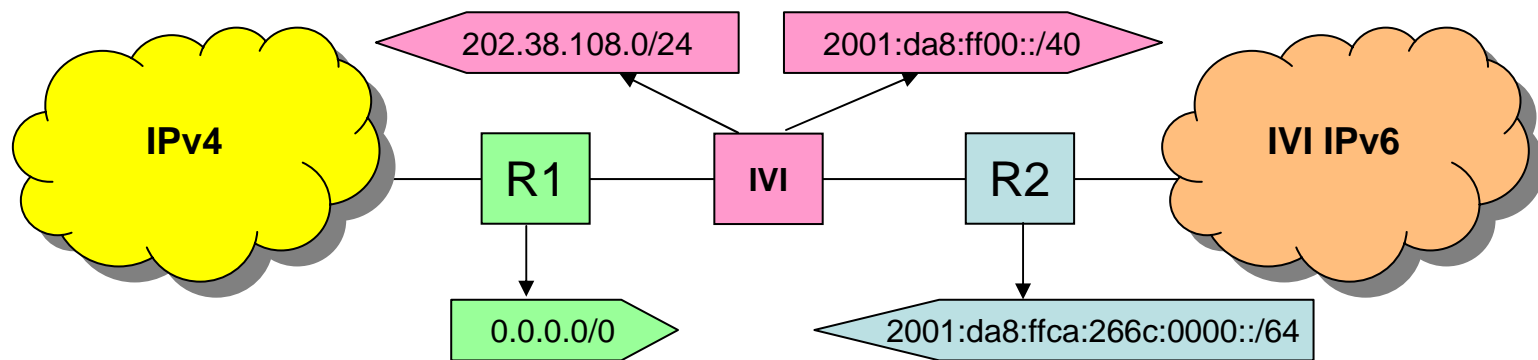 202.38.108.0/24
2001:da8:ff00::/40
IPv4
R1
IVI
R2
IVI IPv6
0.0.0.0/0
2001:da8:ffca:266c:0000::/64